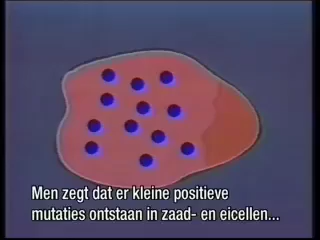 Men zegt dat er kleine positieve
mutaties ontstaan in zaad- en eicellen...